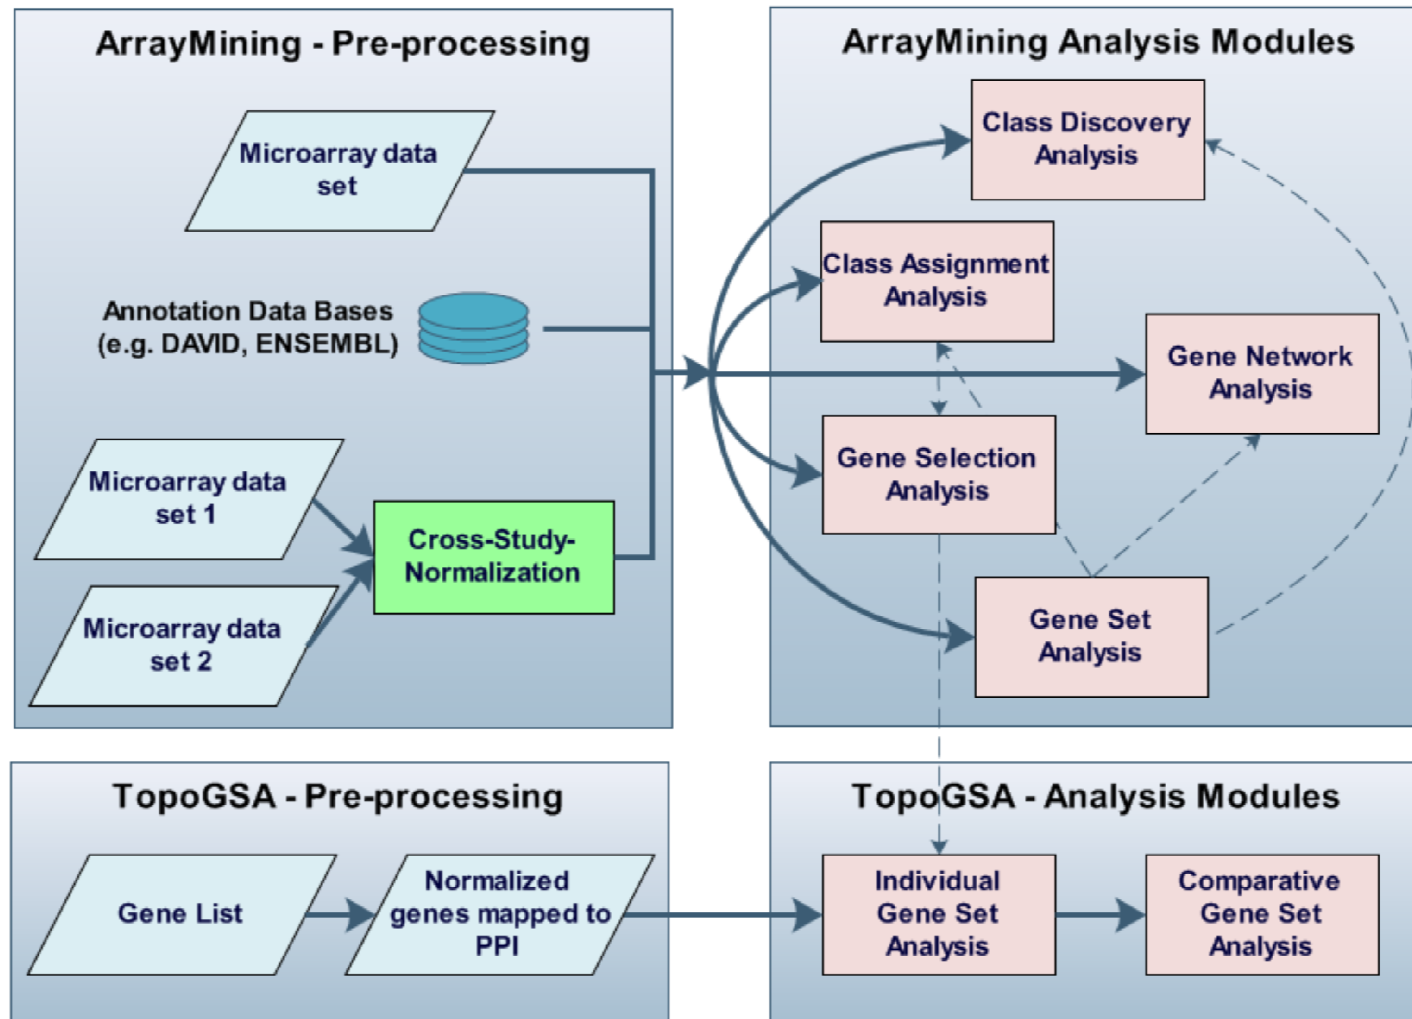 ArrayMining - Pre-processing
Microarray data
set
Annotation Data Bases
(e.g. DAVID, ENSEMBL)
Microarray data
set 1
Cross-Study-
Normalization
Microarray data
set 2
ArrayMining Analysis Modules
Class Discovery
Analysis
Class Assignment
Analysis
Gene Network
Analysis
Gene Selection
Analysis
Gene Set
Analysis
TopoGSA - Pre-processing
Gene List
Normalized
genes mapped to
PPI
TopoGSA - Analysis Modules
Individual
Gene Set
Analysis
Comparative
Gene Set
Analysis